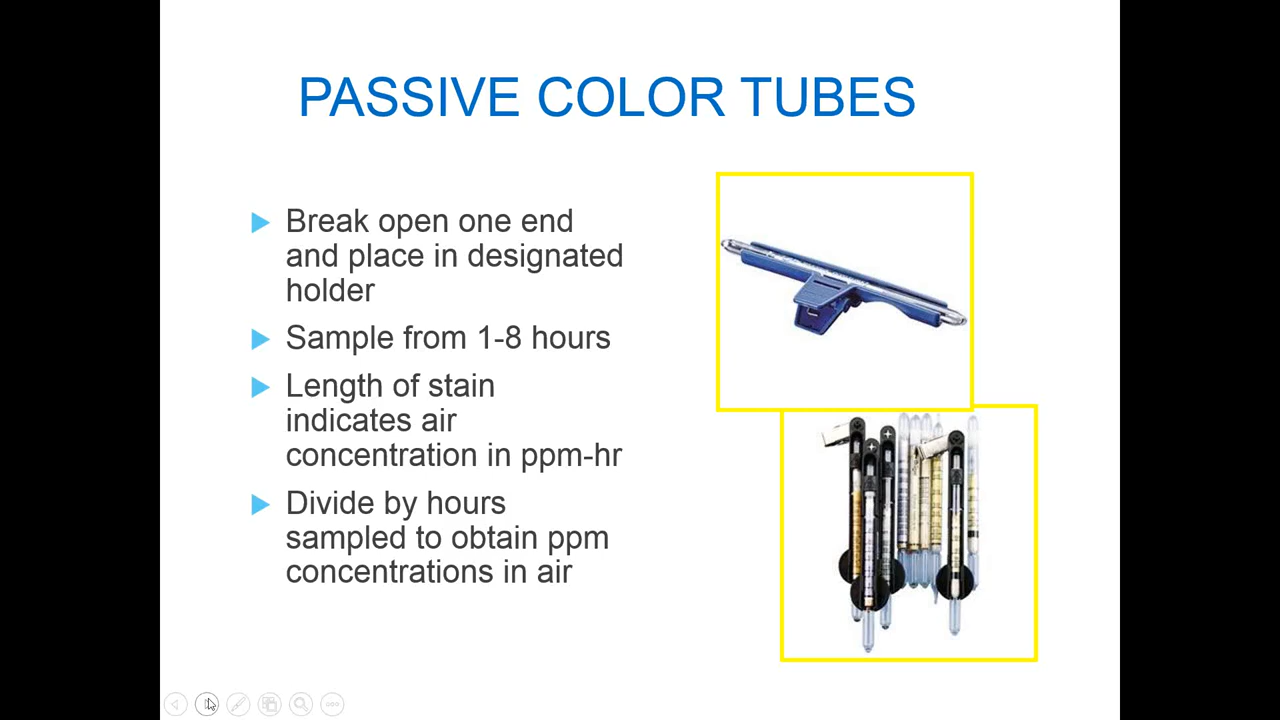 PASSIVE COLOR TUBES
Break open one end
and place in designated
holder
Sample from 1-8 hours
Length of stain
indicates air
concentration in ppm-hr
Divide by hours
sampled to obtain ppm
concentrations in air